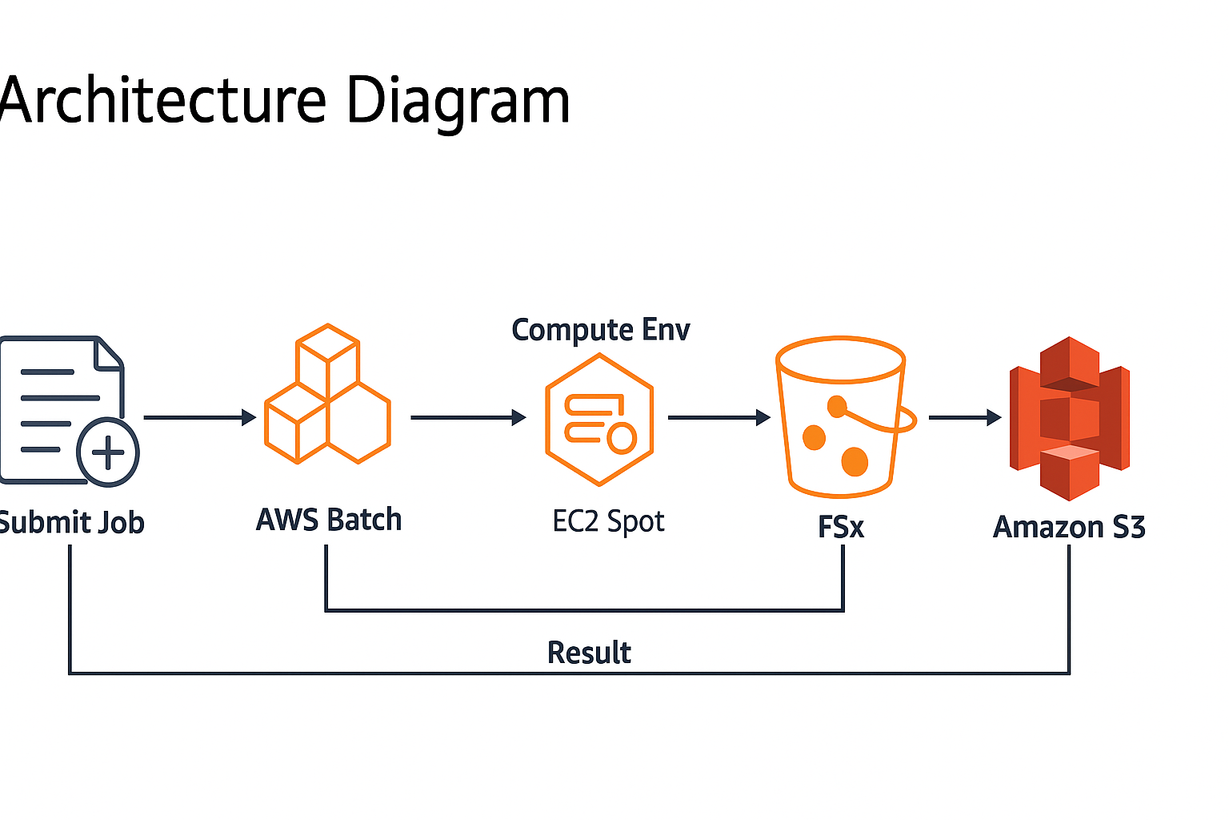 Architecture Diagram
Compute Env
Submit Job
AWS Batch
EC2 Spot
FSx
Amazon S3
Result